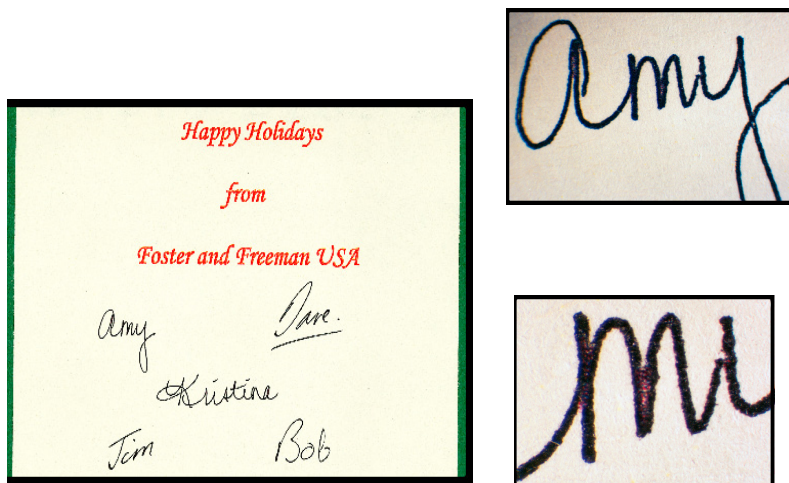 Happy Holidays
from
Foster and Freeman USA
Amy Dave.
Kristina
Jim Bob
Amy
m